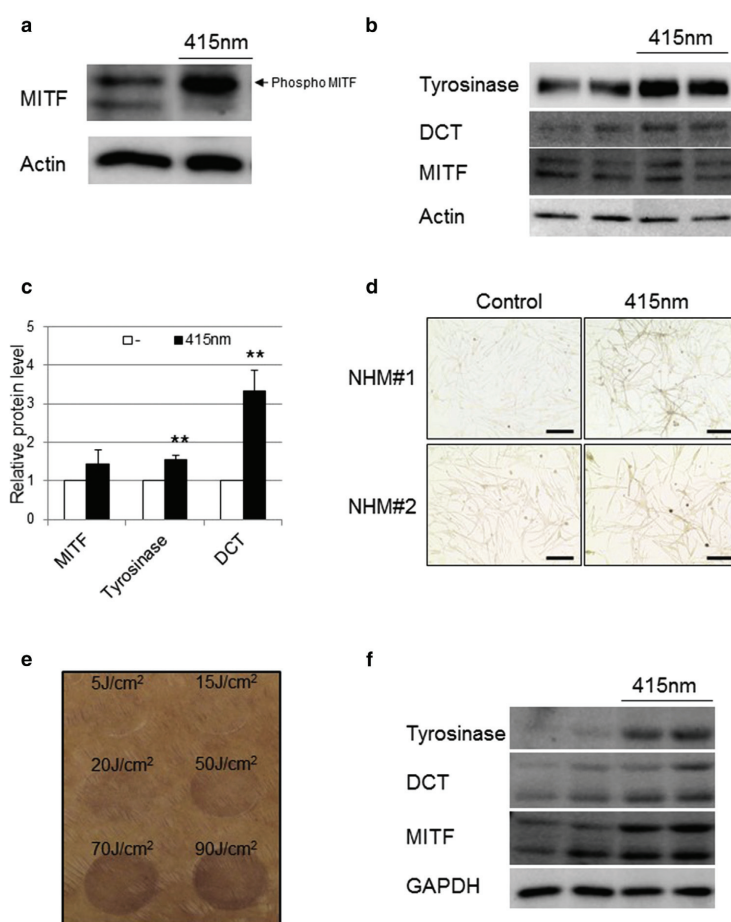 a
415nm
MITF
Phospho MITF
Actin
b
415nm
Tyrosinase
DCT
MITF
Actin
c
Relative protein level
5
4
3
2
1
0
- 415nm
**
**
MITF
Tyrosinase
DCT
d
Control 415nm
NHM#1
NHM#2
e
5J/cm² 15J/cm²
20J/cm² 50J/cm²
70J/cm² 90J/cm²
f
415nm
Tyrosinase
DCT
MITF
GAPDH